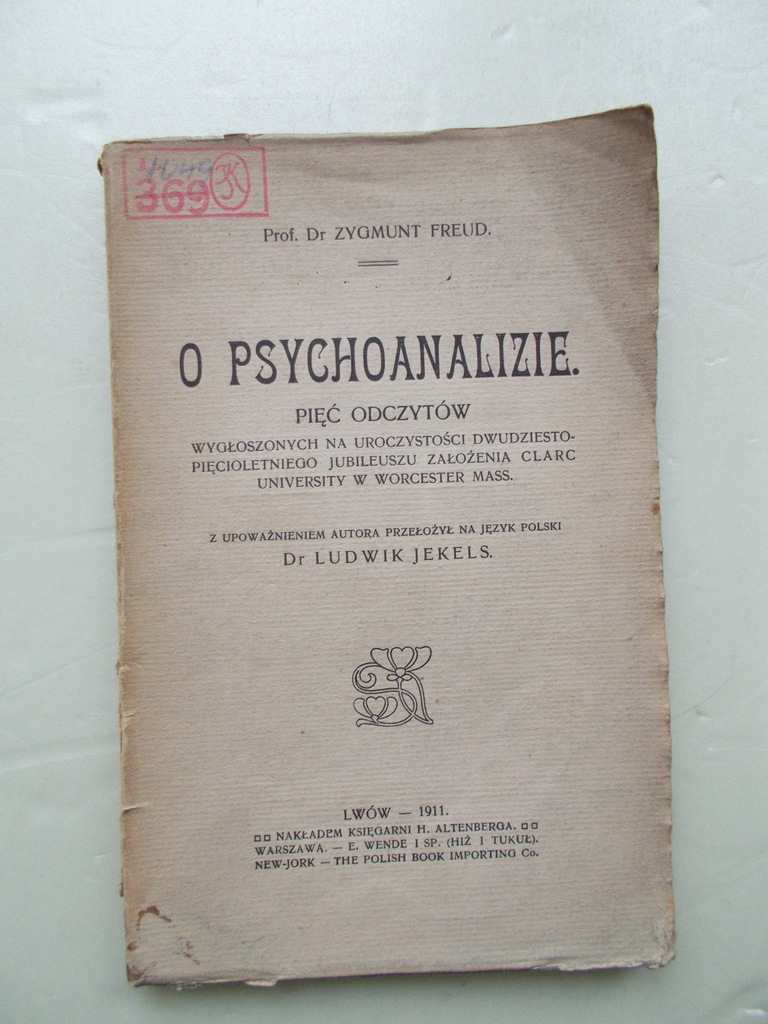 1049
369 JK
Prof. Dr ZYGMUNT FREUD.
O PSYCHOANALIZIE.
PIĘĆ ODCZYTÓW
WYGŁOSZONYCH NA UROCZYSTOŚCI DWUDZIESTO-
PIĘCIOLETNIEGO JUBILEUSZU ZAŁOŻENIA CLARC
UNIVERSITY W WORCESTER MASS.
Z UPOWAŻNIENIEM AUTORA PRZEŁOŻYŁ NA JĘZYK POLSKI
Dr LUDWIK JEKELS.
LWÓW — 1911.
NAKŁADEM KSIĘGARNI H. ALTENBERGA.
WARSZAWA. — E. WENDE I SP. (HIŻ I TUKUŁ).
NEW-JORK — THE POLISH BOOK IMPORTING Co.